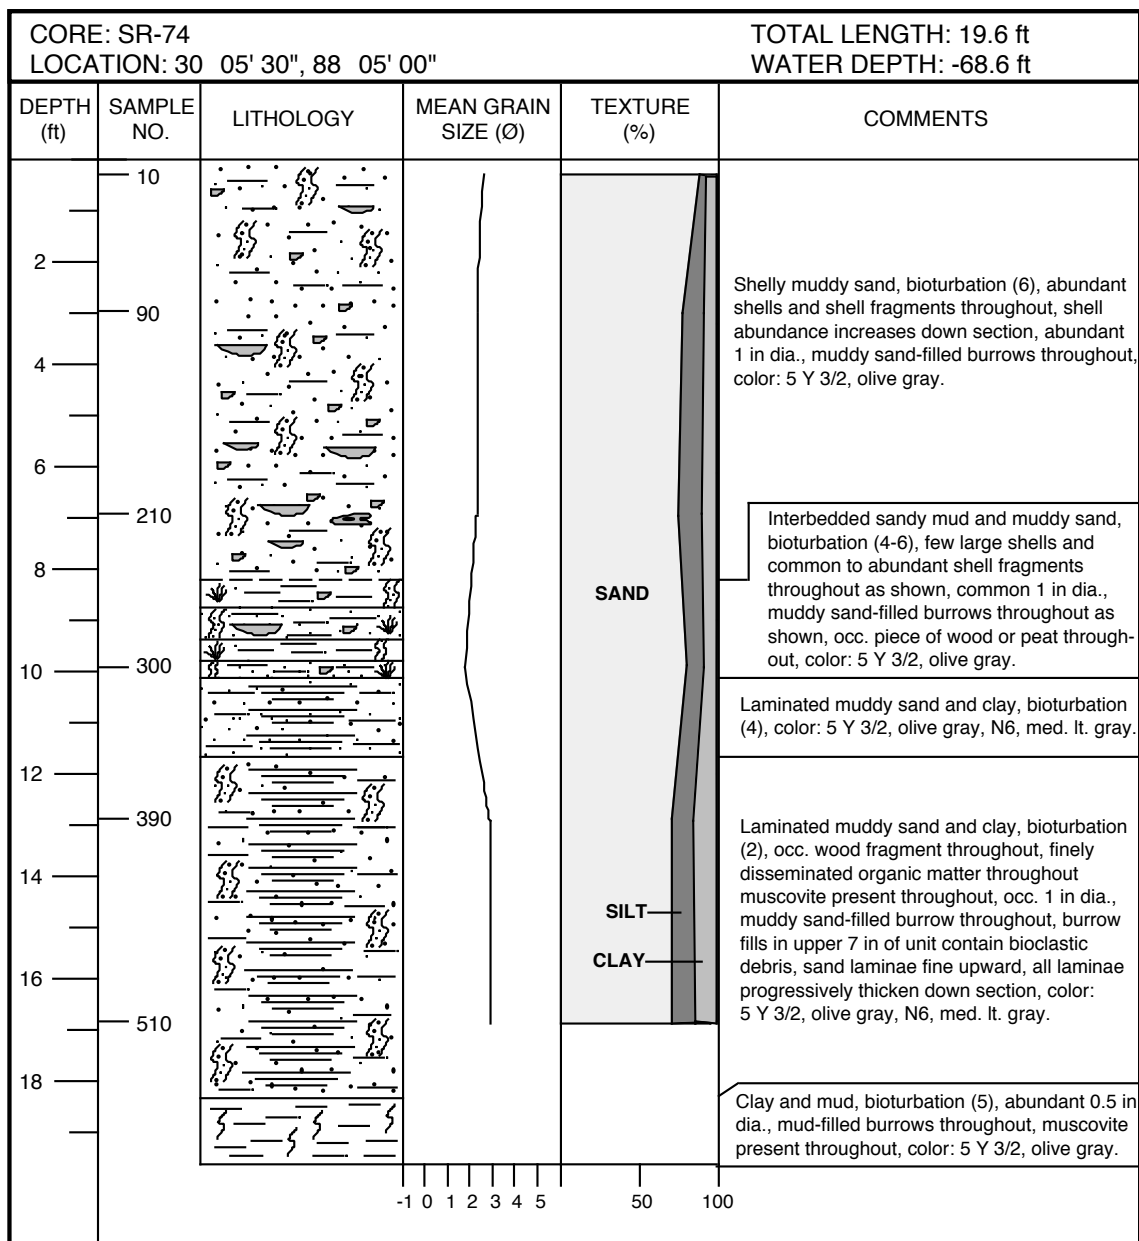 CORE: SR-74
TOTAL LENGTH: 19.6 ft
LOCATION: 30 05' 30", 88 05' 00"
WATER DEPTH: -68.6 ft
DEPTH
(ft)
SAMPLE
NO.
LITHOLOGY
MEAN GRAIN
SIZE (Ø)
TEXTURE
(%)
COMMENTS
2
4
6
8
10
12
14
16
18
10
90
210
300
390
510
SAND
SILT
CLAY
Shelly muddy sand, bioturbation (6), abundant
shells and shell fragments throughout, shell
abundance increases down section, abundant
1 in dia., muddy sand-filled burrows throughout,
color: 5 Y 3/2, olive gray.
Interbedded sandy mud and muddy sand,
bioturbation (4-6), few large shells and
common to abundant shell fragments
throughout as shown, common 1 in dia.,
muddy sand-filled burrows throughout as
shown, occ. piece of wood or peat through-
out, color: 5 Y 3/2, olive gray.
Laminated muddy sand and clay, bioturbation
(4), color: 5 Y 3/2, olive gray, N6, med. lt. gray.
Laminated muddy sand and clay, bioturbation
(2), occ. wood fragment throughout, finely
disseminated organic matter throughout
muscovite present throughout, occ. 1 in dia.,
muddy sand-filled burrow throughout, burrow
fills in upper 7 in of unit contain bioclastic
debris, sand laminae fine upward, all laminae
progressively thicken down section, color:
5 Y 3/2, olive gray, N6, med. lt. gray.
Clay and mud, bioturbation (5), abundant 0.5 in
dia., mud-filled burrows throughout, muscovite
present throughout, color: 5 Y 3/2, olive gray.
-1 0 1 2 3 4 5
50 100